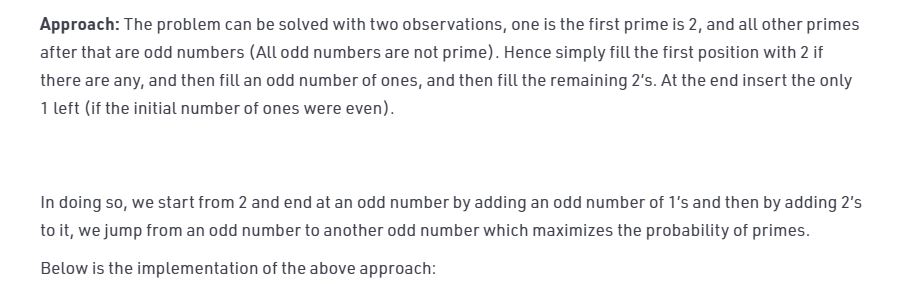 Approach: The problem can be solved with two observations, one is the first prime is 2, and all other primes
after that are odd numbers (All odd numbers are not prime). Hence simply fill the first position with 2 if
there are any, and then fill an odd number of ones, and then fill the remaining 2’s. At the end insert the only
1 left (if the initial number of ones were even).
In doing so, we start from 2 and end at an odd number by adding an odd number of 1’s and then by adding 2’s
to it, we jump from an odd number to another odd number which maximizes the probability of primes.
Below is the implementation of the above approach: